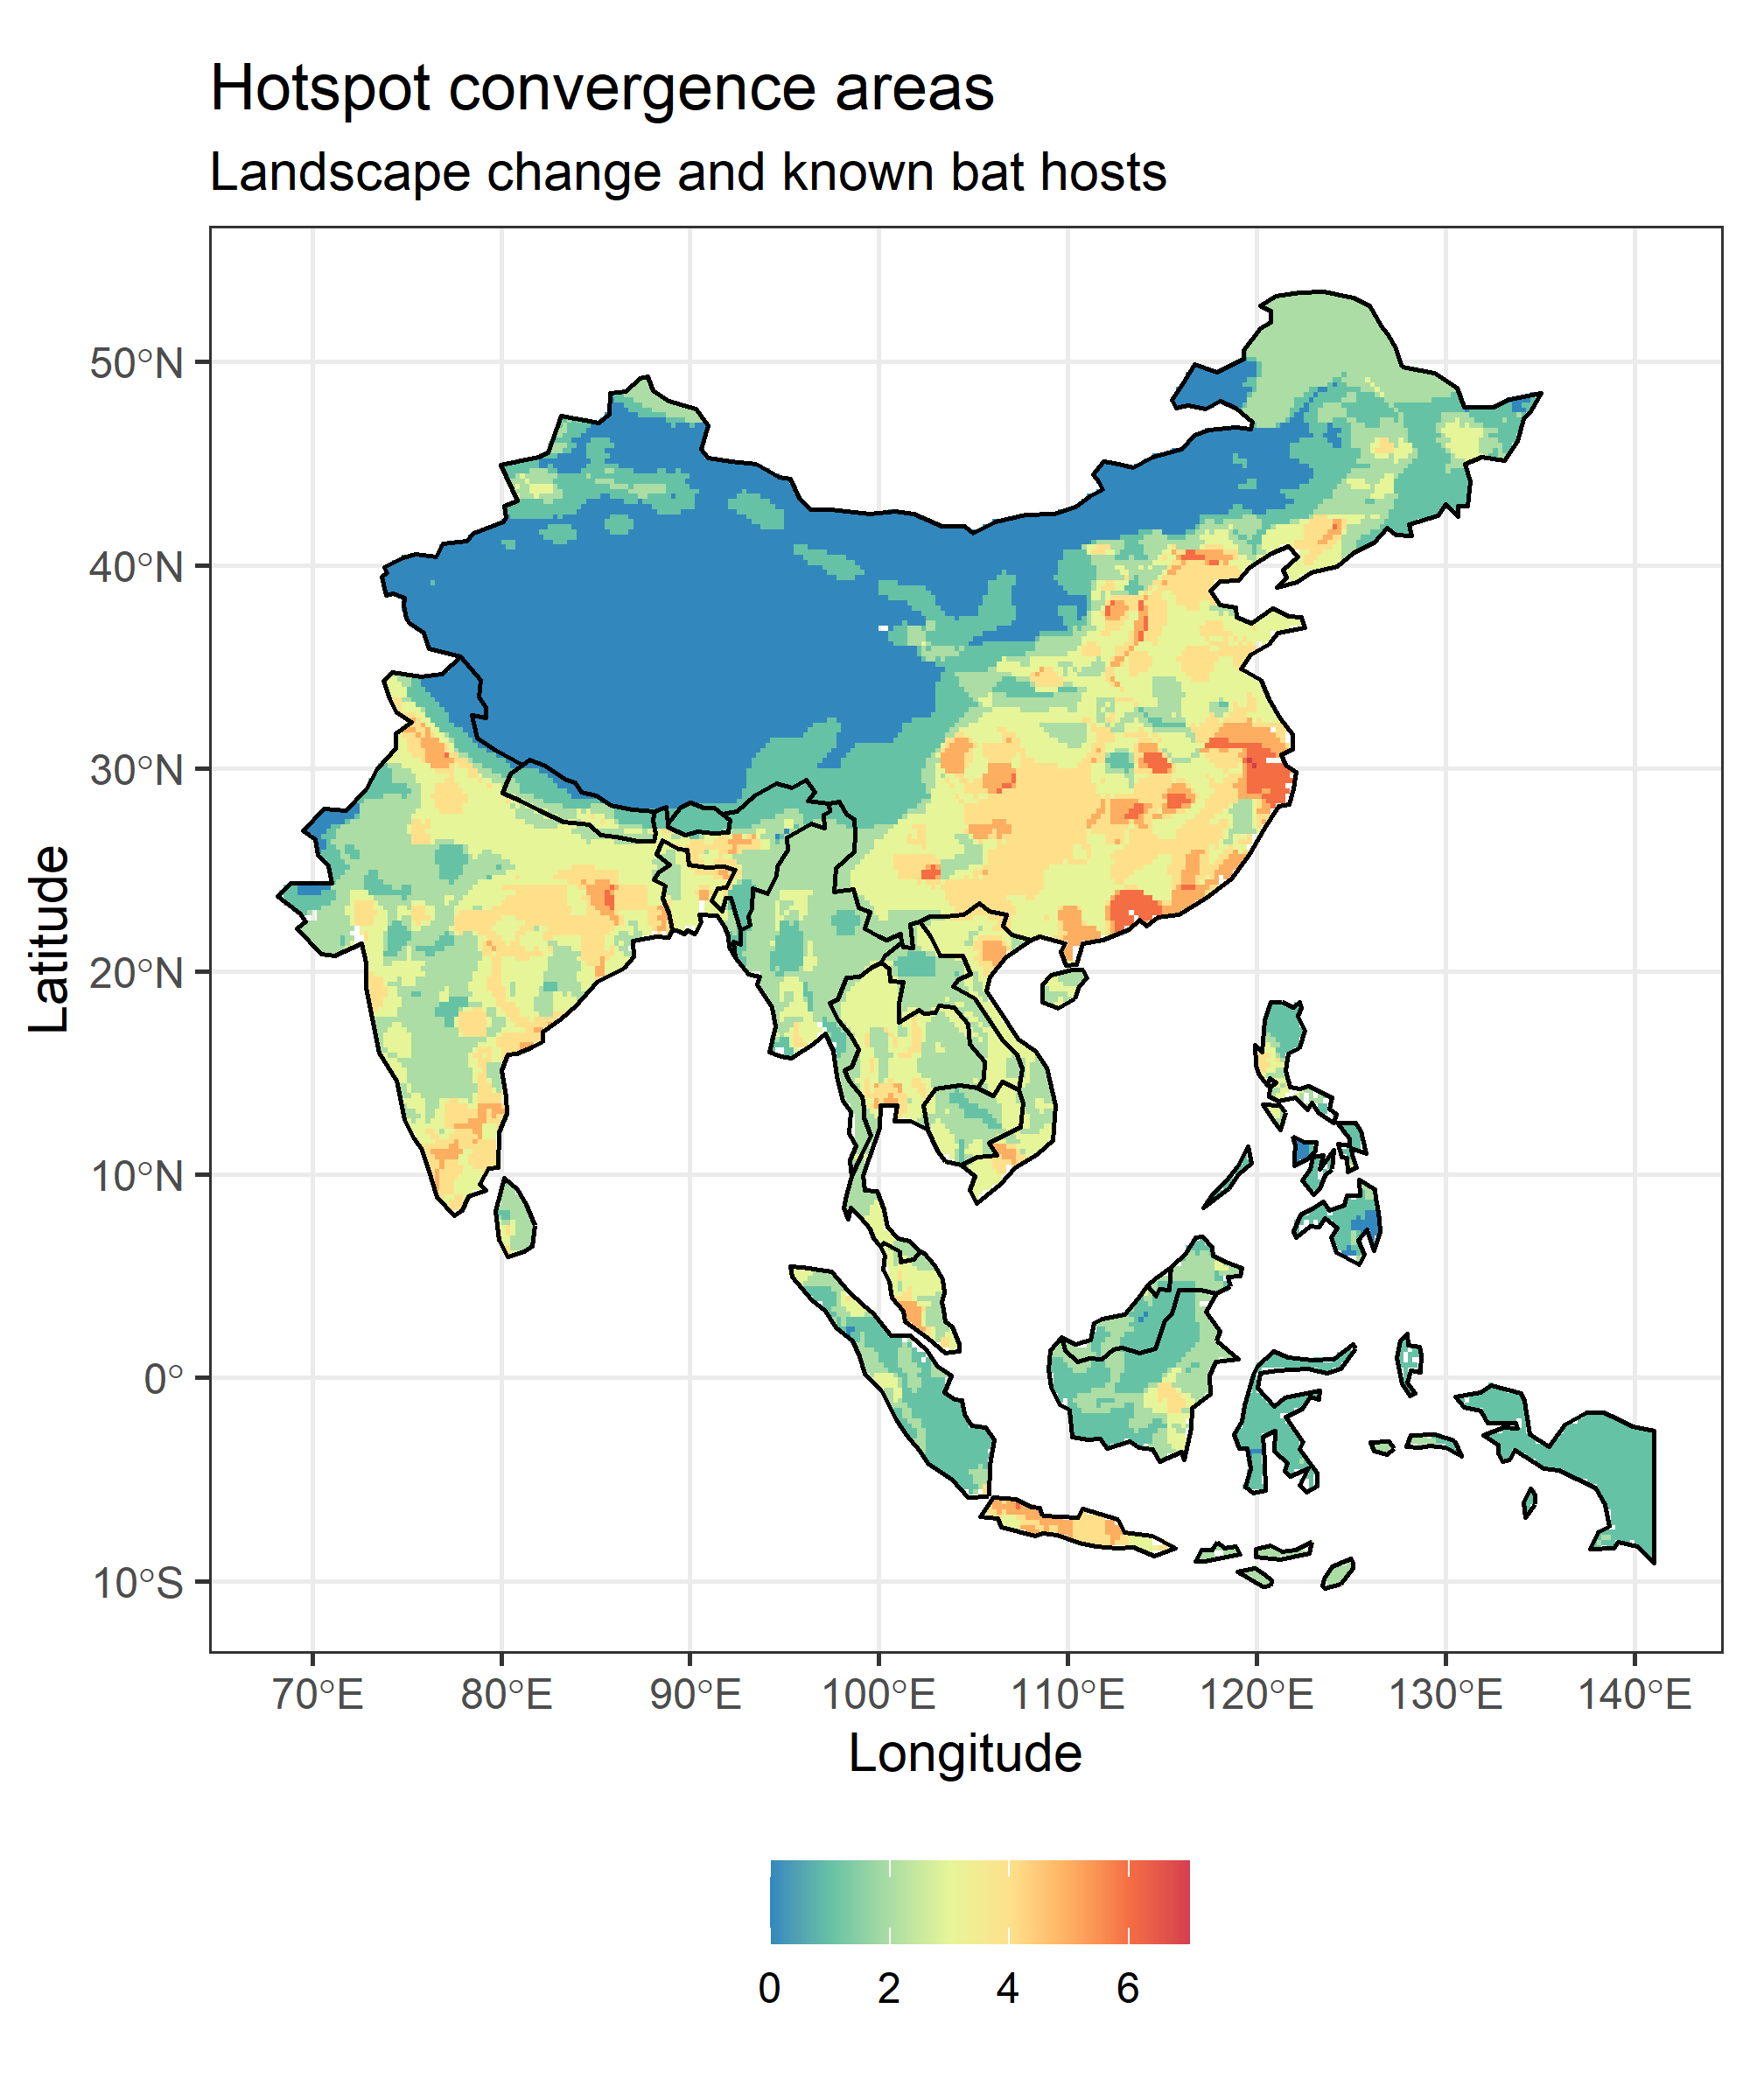 Hotspot convergence areas
Landscape change and known bat hosts
50°N
40°N
30°N
20°N
10°N
0°
10°S
Latitude
70°E 80°E 90°E 100°E 110°E 120°E 130°E 140°E
Longitude
0 2 4 6